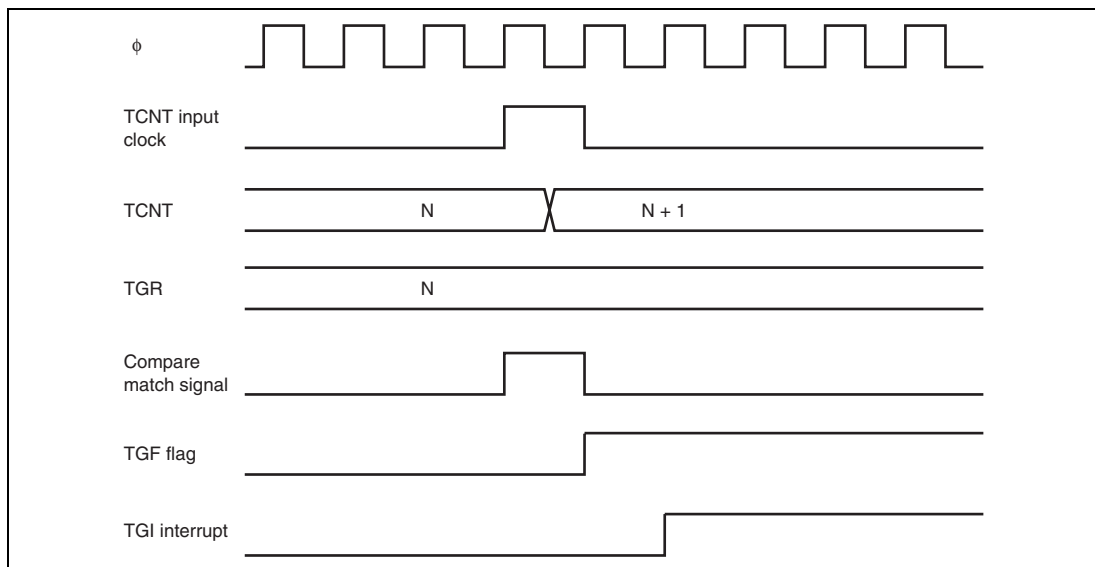 ϕ
TCNT input
clock
TCNT
N
N + 1
TGR
N
Compare
match signal
TGF flag
TGI interrupt